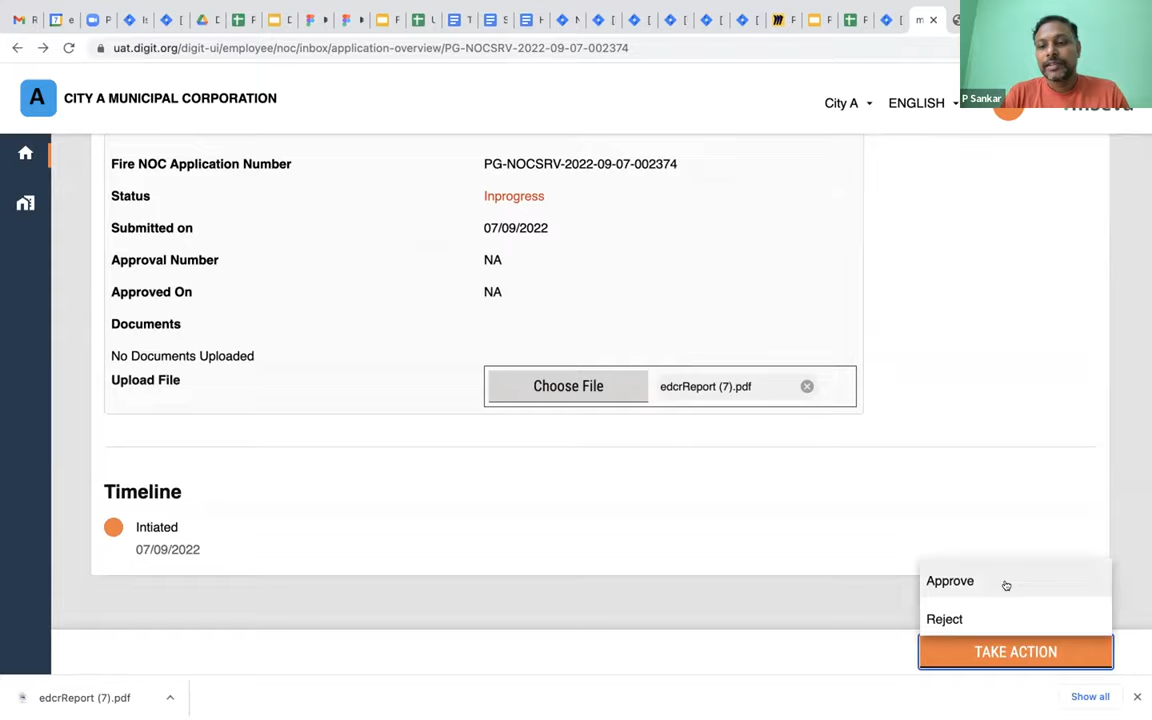 uat.digit.org/digit-ui/employee/noc/inbox/application-overview/PG-NOCSRV-2022-09-07-002374
P Sankar
A CITY A MUNICIPAL CORPORATION
City A ENGLISH
Fire NOC Application Number PG-NOCSRV-2022-09-07-002374
Status Inprogress
Submitted on 07/09/2022
Approval Number NA
Approved On NA
Documents
No Documents Uploaded
Upload File Choose File edcrReport (7).pdf
Timeline
Intiated
07/09/2022
Approve
Reject
TAKE ACTION
edcrReport (7).pdf Show all